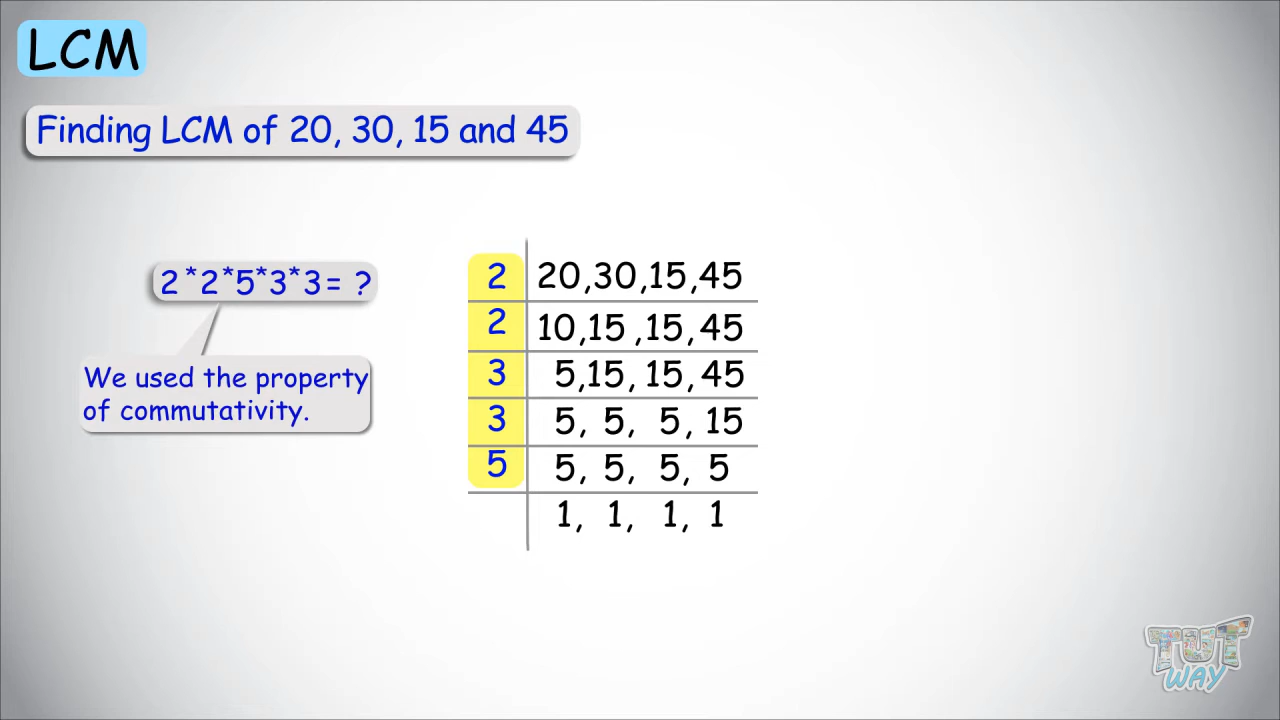 LCM
Finding LCM of 20, 30, 15 and 45
2*2*5*3*3= ?
We used the property
of commutativity.
2 20,30,15,45
2 10,15 ,15,45
3 5,15, 15,45
3 5, 5, 5, 15
5 5, 5, 5, 5
1, 1, 1, 1
TUT
WAY